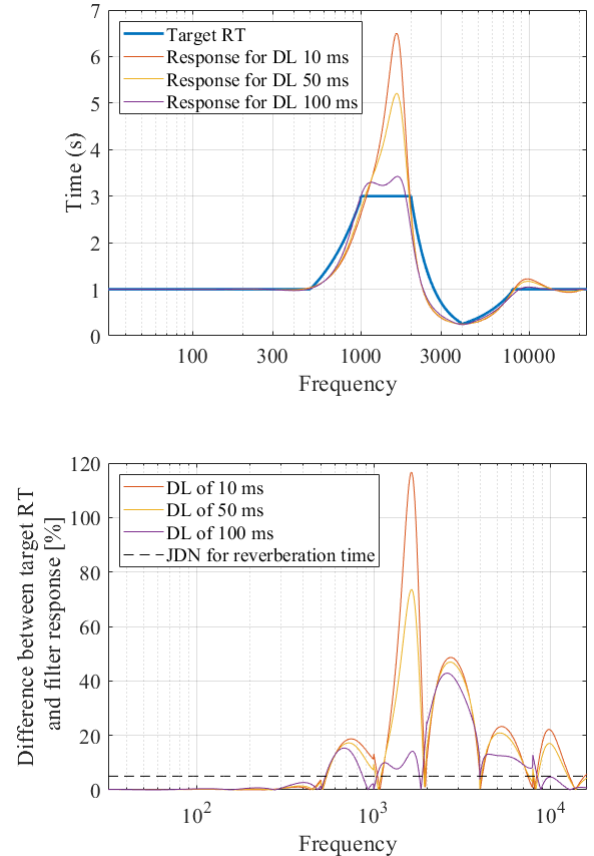 7
6
5
4
3
2
1
0
Time (s)
Target RT
Response for DL 10 ms
Response for DL 50 ms
Response for DL 100 ms
100 300 1000 3000 10000
Frequency
120
100
80
60
40
20
0
Difference between target RT
and filter response [%]
DL of 10 ms
DL of 50 ms
DL of 100 ms
JDN for reverberation time
10² 10³ 10⁴
Frequency